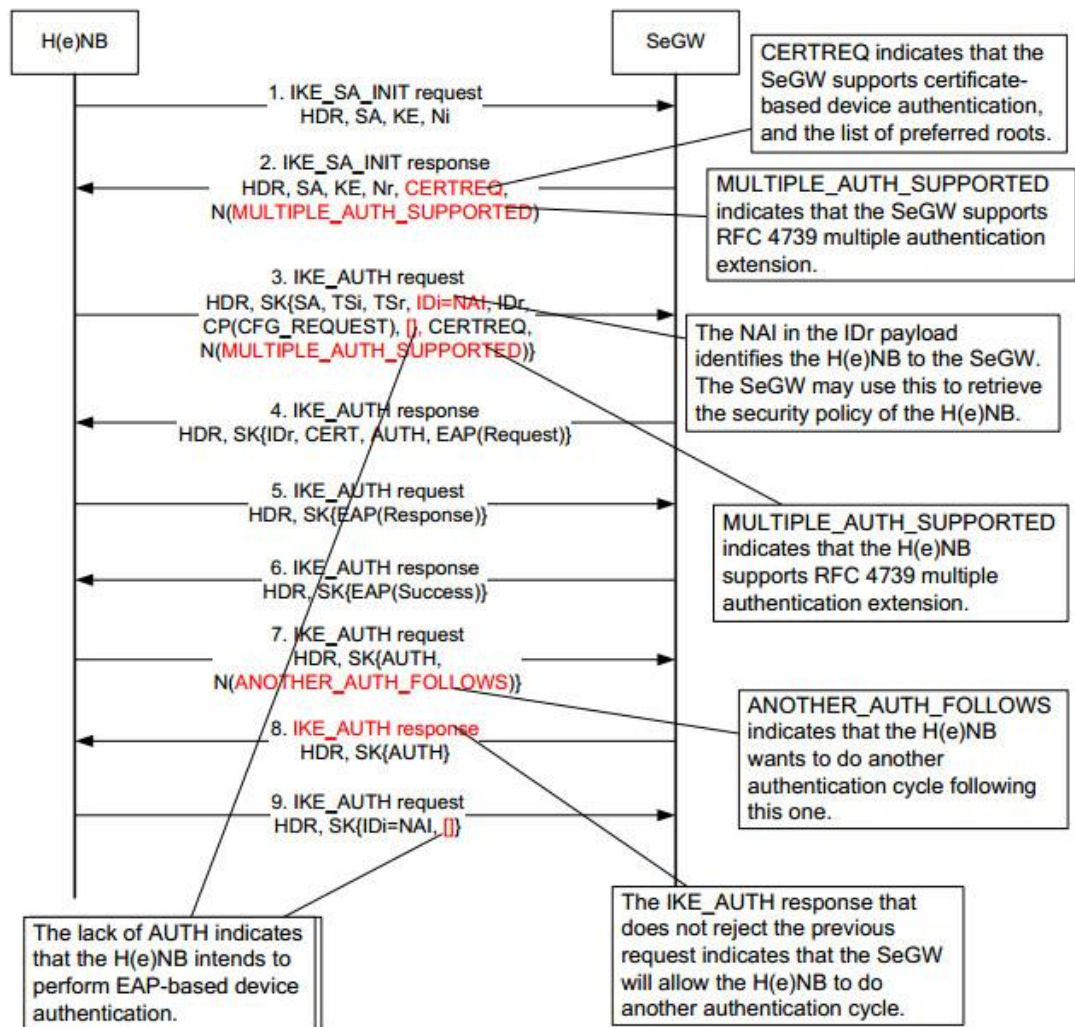 H(e)NB
SeGW
CERTREQ indicates that the
SeGW supports certificate-
based device authentication,
and the list of preferred roots.
1. IKE_SA_INIT request
HDR, SA, KE, Ni
2. IKE_SA_INIT response
HDR, SA, KE, Nr, CERTREQ,
N(MULTIPLE_AUTH_SUPPORTED)
MULTIPLE_AUTH_SUPPORTED
indicates that the SeGW supports
RFC 4739 multiple authentication
extension.
3. IKE_AUTH request
HDR, SK{SA, TSi, TSr, IDi=NAI, IDr,
CP(CFG_REQUEST), [], CERTREQ,
N(MULTIPLE_AUTH_SUPPORTED)}
The NAI in the IDr payload
identifies the H(e)NB to the SeGW.
The SeGW may use this to retrieve
the security policy of the H(e)NB.
4. IKE_AUTH response
HDR, SK{IDr, CERT, AUTH, EAP(Request)}
5. IKE_AUTH request
HDR, SK{EAP(Response)}
MULTIPLE_AUTH_SUPPORTED
indicates that the H(e)NB
supports RFC 4739 multiple
authentication extension.
6. IKE_AUTH response
HDR, SK{EAP(Success)}
7. IKE_AUTH request
HDR, SK{AUTH,
N(ANOTHER_AUTH_FOLLOWS)}
ANOTHER_AUTH_FOLLOWS
indicates that the H(e)NB
wants to do another
authentication cycle following
this one.
8. IKE_AUTH response
HDR, SK{AUTH}
9. IKE_AUTH request
HDR, SK{IDi=NAI, []}
The lack of AUTH indicates
that the H(e)NB intends to
perform EAP-based device
authentication.
The IKE_AUTH response that
does not reject the previous
request indicates that the SeGW
will allow the H(e)NB to do
another authentication cycle.